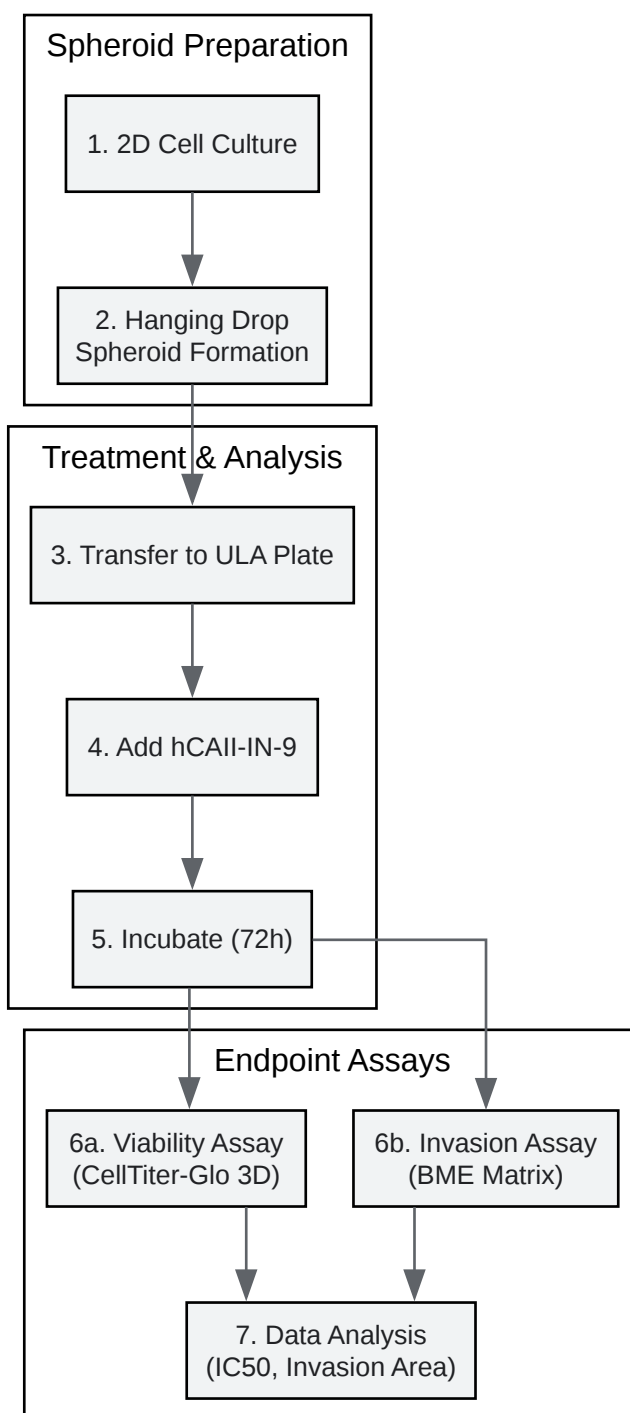 Spheroid Preparation
1. 2D Cell Culture
2. Hanging Drop
Spheroid Formation
Treatment & Analysis
3. Transfer to ULA Plate
4. Add hCAII-IN-9
5. Incubate (72h)
Endpoint Assays
6a. Viability Assay
(CellTiter-Glo 3D)
6b. Invasion Assay
(BME Matrix)
7. Data Analysis
(IC50, Invasion Area)